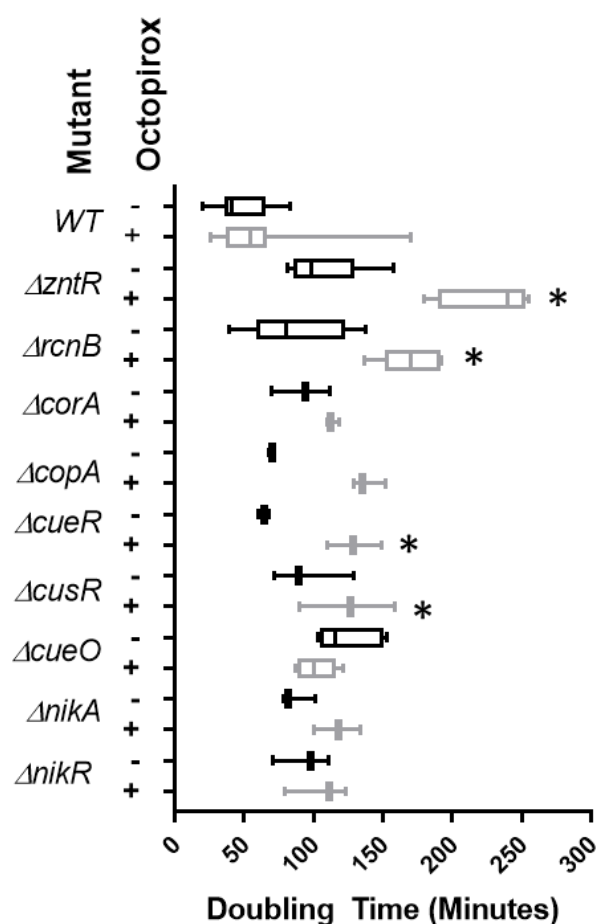 Mutant
Octopirox
WT - +
ΔzntR - + *
ΔrcnB - + *
ΔcorA - +
ΔcopA - +
ΔcueR - + *
ΔcusR - + *
ΔcueO - +
ΔnikA - +
ΔnikR - +
0 50 100 150 200 250 300
Doubling Time (Minutes)